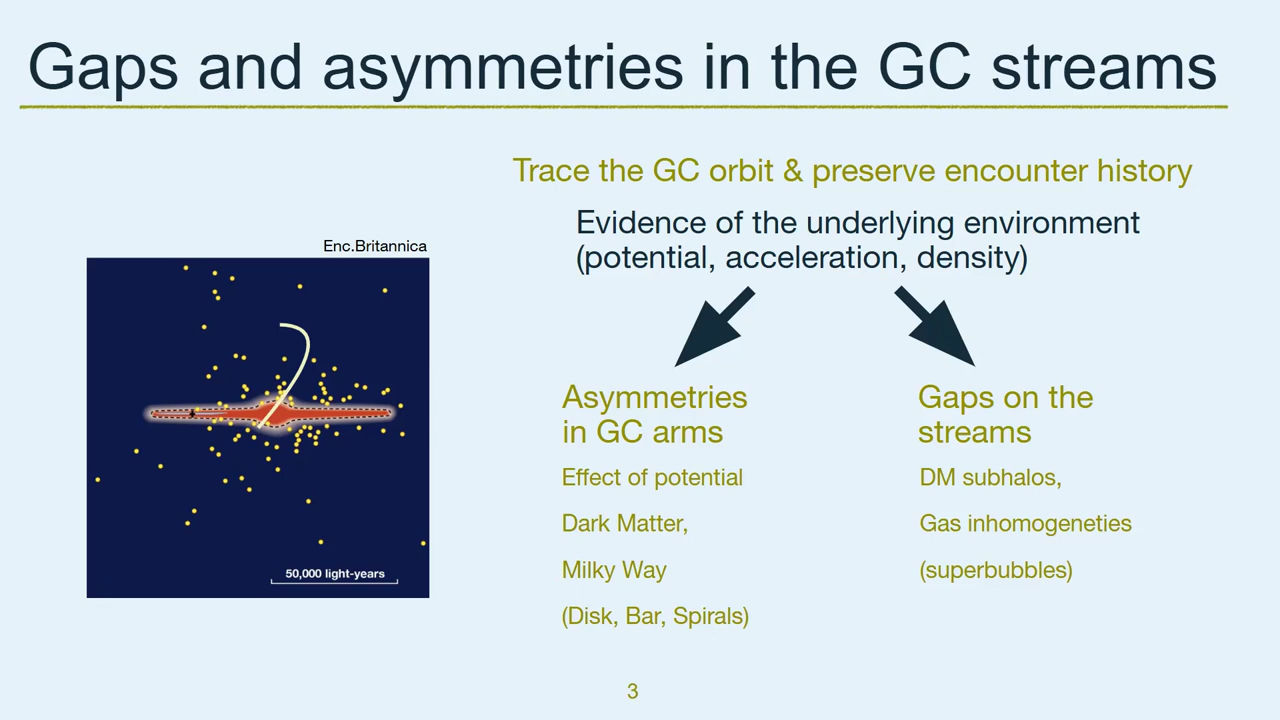 Gaps and asymmetries in the GC streams
Trace the GC orbit & preserve encounter history
Evidence of the underlying environment
(potential, acceleration, density)
Enc.Britannica
50,000 light-years
Asymmetries
in GC arms
Effect of potential
Dark Matter,
Milky Way
(Disk, Bar, Spirals)
Gaps on the
streams
DM subhalos,
Gas inhomogeneties
(superbubbles)
3